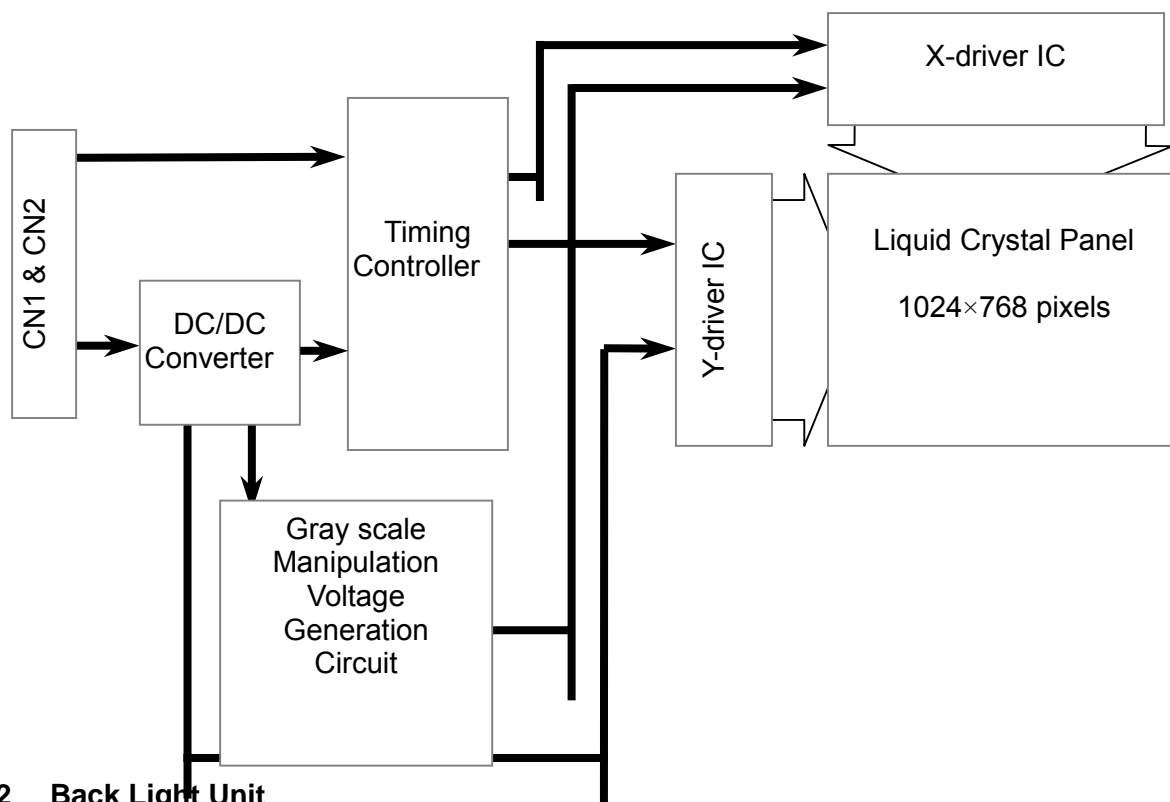 X-driver IC
CN1 & CN2
Timing
Controller
DC/DC
Converter
Y-driver IC
Liquid Crystal Panel
1024×768 pixels
Gray scale
Manipulation
Voltage
Generation
Circuit
2 Back Light Unit